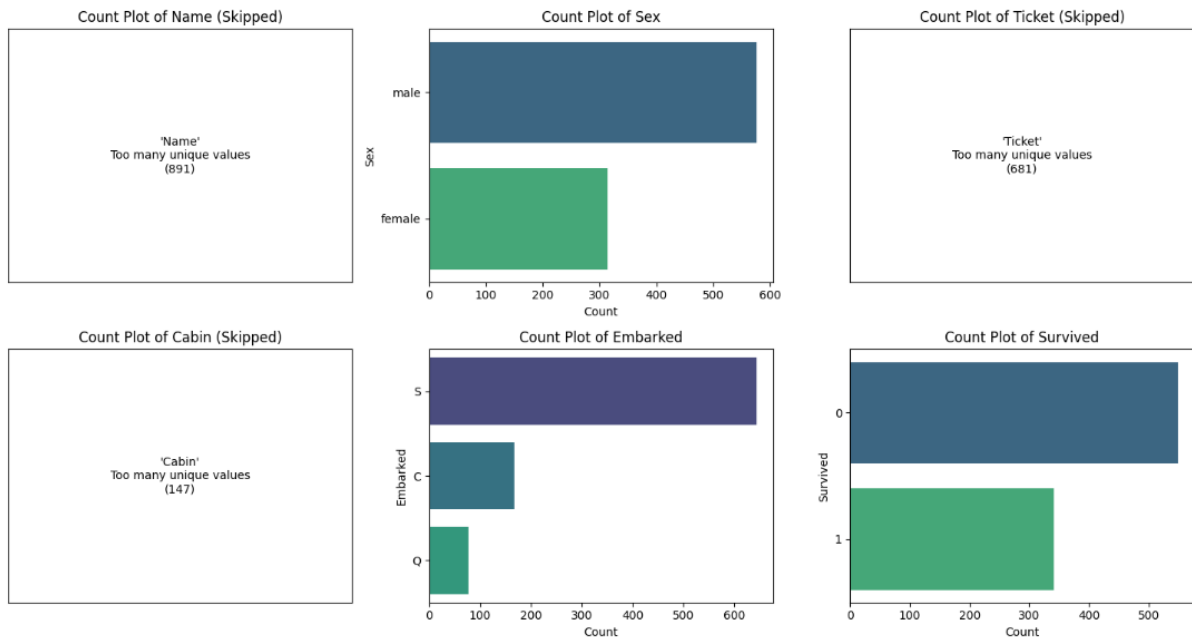 Count Plot of Name (Skipped)
'Name'
Too many unique values
(891)
Count Plot of Sex
Sex
male
female
0 100 200 300 400 500 600
Count
Count Plot of Ticket (Skipped)
'Ticket'
Too many unique values
(681)
Count Plot of Cabin (Skipped)
'Cabin'
Too many unique values
(147)
Count Plot of Embarked
Embarked
S
C
Q
0 100 200 300 400 500 600
Count
Count Plot of Survived
Survived
0
1
0 100 200 300 400 500
Count